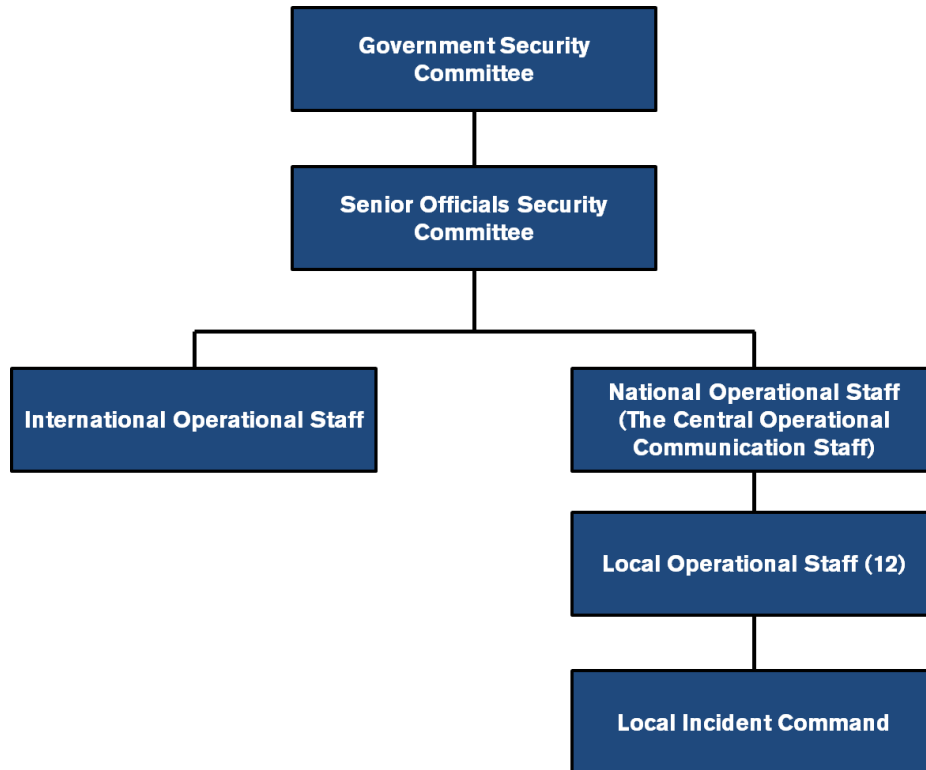 Government Security
Committee
Senior Officials Security
Committee
International Operational Staff
National Operational Staff
(The Central Operational
Communication Staff)
Local Operational Staff (12)
Local Incident Command